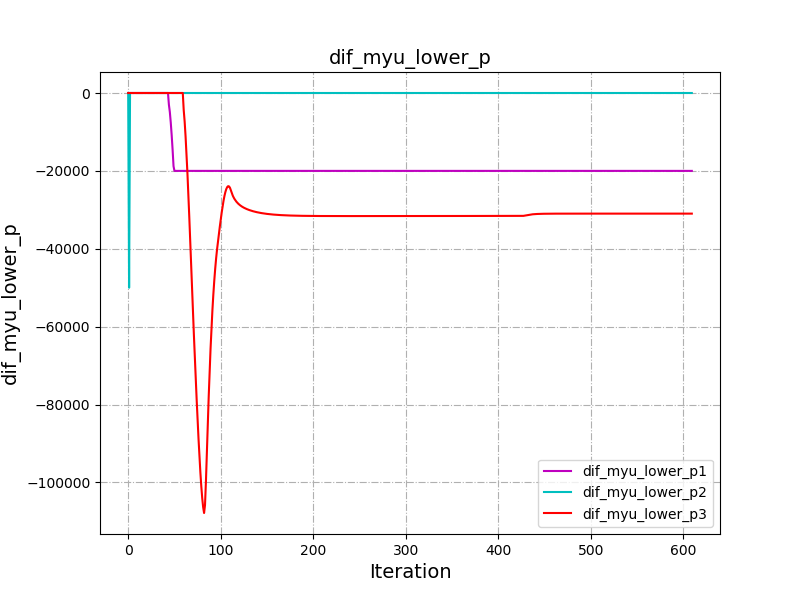 dif_myu_lower_p
dif_myu_lower_p
0
−20000
−40000
−60000
−80000
−100000
dif_myu_lower_p1
dif_myu_lower_p2
dif_myu_lower_p3
0 100 200 300 400 500 600
Iteration